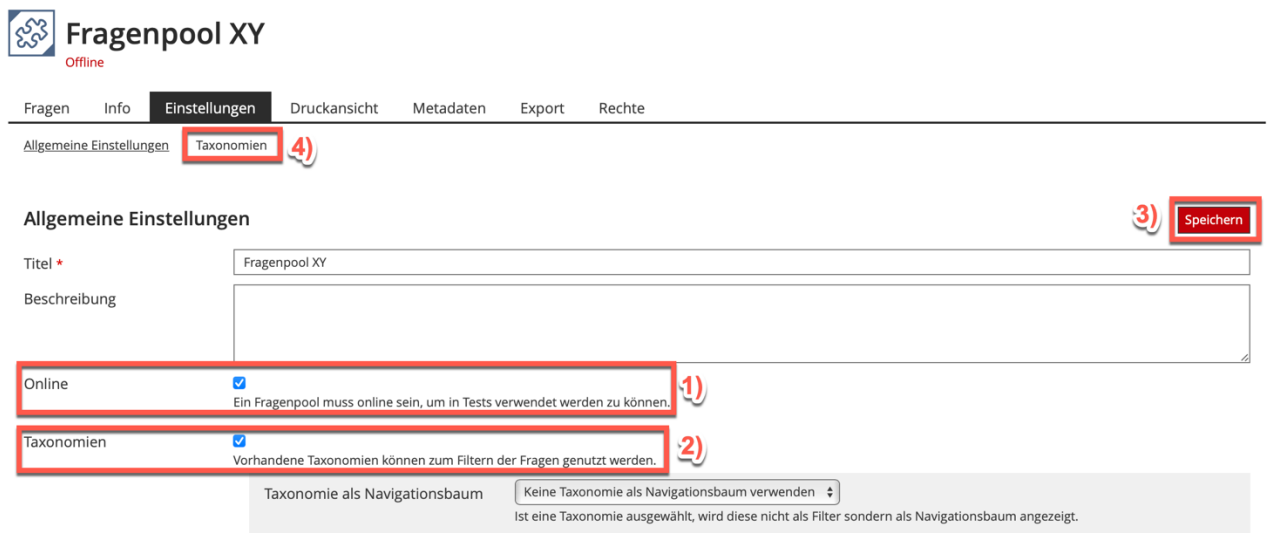 Fragenpool XY
Offline
Fragen Info Einstellungen Druckansicht Metadaten Export Rechte
Allgemeine Einstellungen Taxonomien 4)
Allgemeine Einstellungen 3) Speichern
Titel * Fragenpool XY
Beschreibung
Online 1)
Ein Fragenpool muss online sein, um in Tests verwendet werden zu können.
Taxonomien 2)
Vorhandene Taxonomien können zum Filtern der Fragen genutzt werden.
Taxonomie als Navigationsbaum Keine Taxonomie als Navigationsbaum verwenden
Ist eine Taxonomie ausgewählt, wird diese nicht als Filter sondern als Navigationsbaum angezeigt.